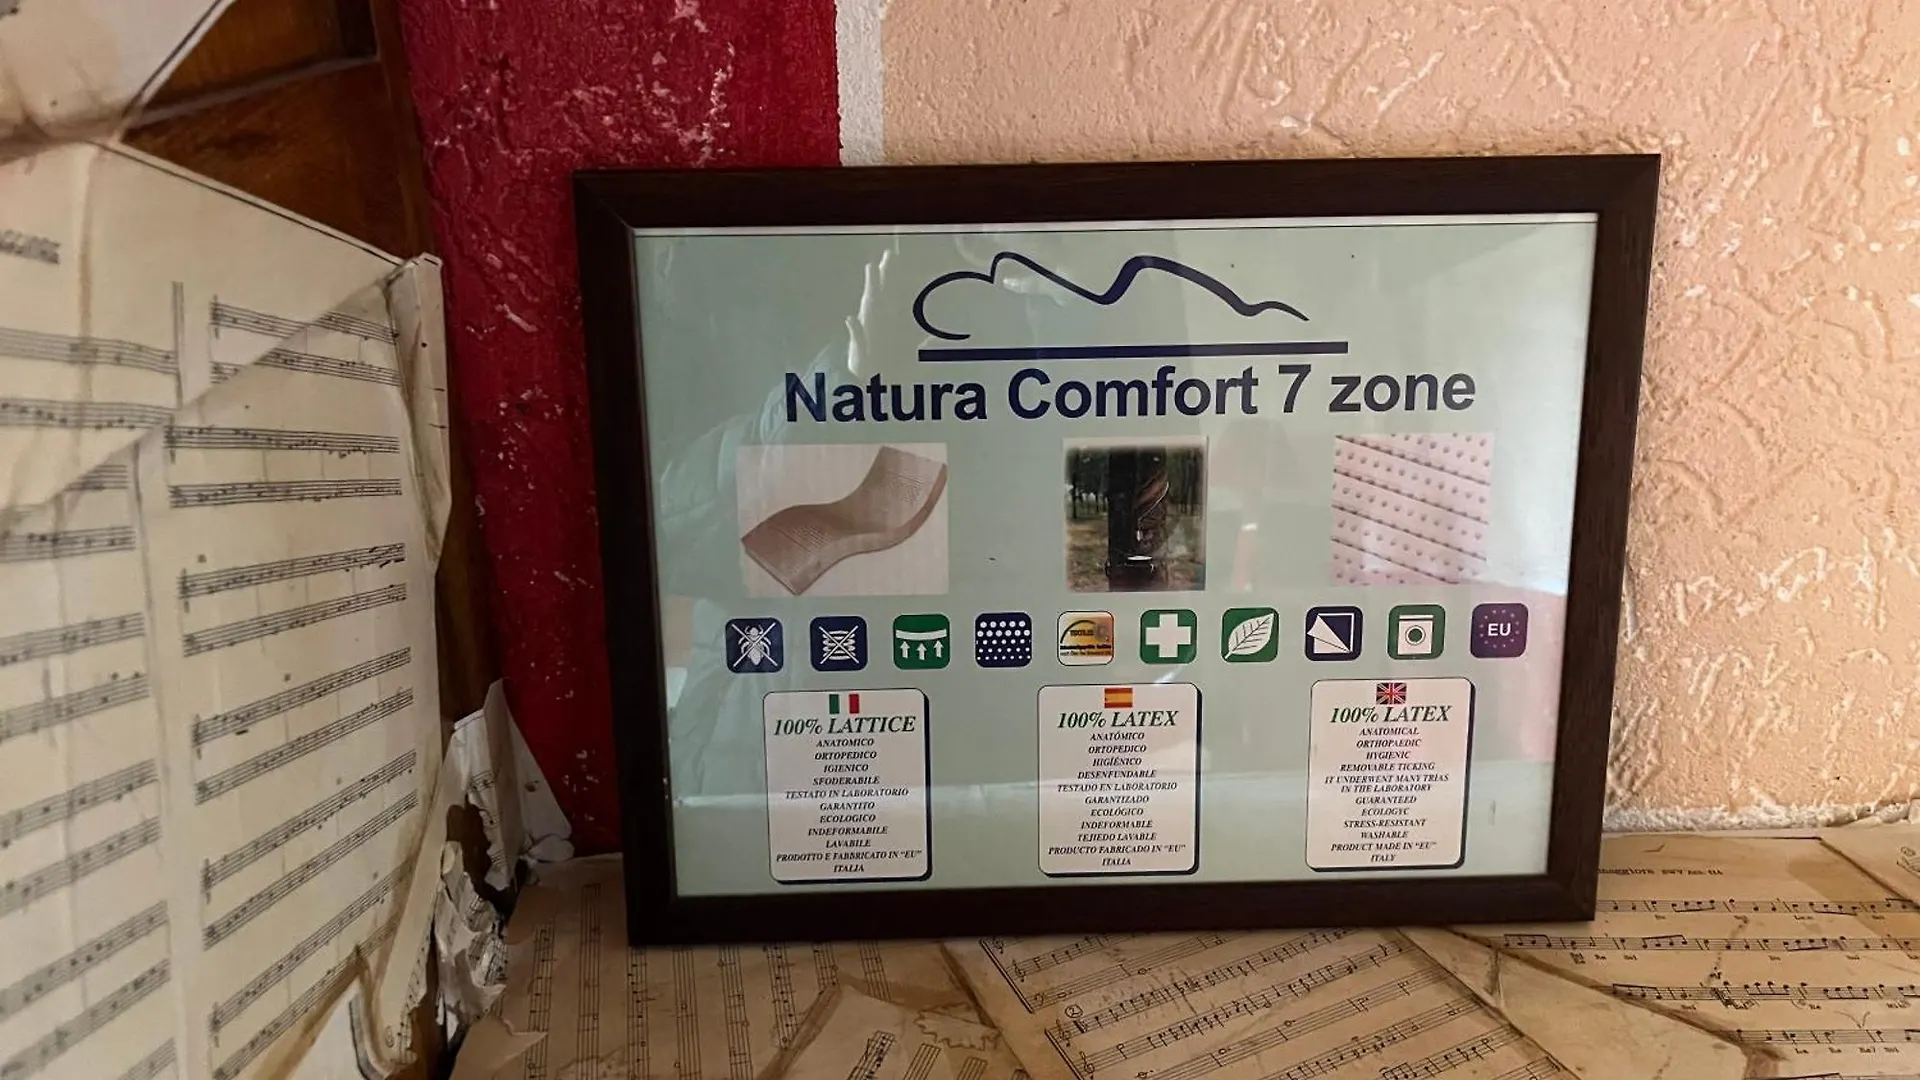 Natura Comfort 7 zone
EU
100% LATTICE
ANATOMICO
ORTOPEDICO
IGIENICO
SFODERABILE
TESTATO IN LABORATORIO
GARANTITO
ECOLOGICO
INDEFORMABILE
LAVABILE
PRODOTTO E FABBRICATO IN "EU"
ITALIA
100% LATEX
ANATÓMICO
ORTOPEDICO
HIGIÉNICO
DESENFUNDABLE
TESTADO EN LABORATORIO
GARANTIZADO
ECOLÓGICO
INDEFORMABLE
TEJIEDO LAVABLE
PRODUCTO FABRICADO IN "EU"
ITALIA
100% LATEX
ANATOMICAL
ORTHOPAEDIC
HYGIENIC
REMOVABLE TICKING
IT UNDERWENT MANY TRIAS
IN THE LABORATORY
GUARANTEED
ECOLOGYC
STRESS-RESISTANT
WASHABLE
PRODUCT MADE IN "EU"
ITALY